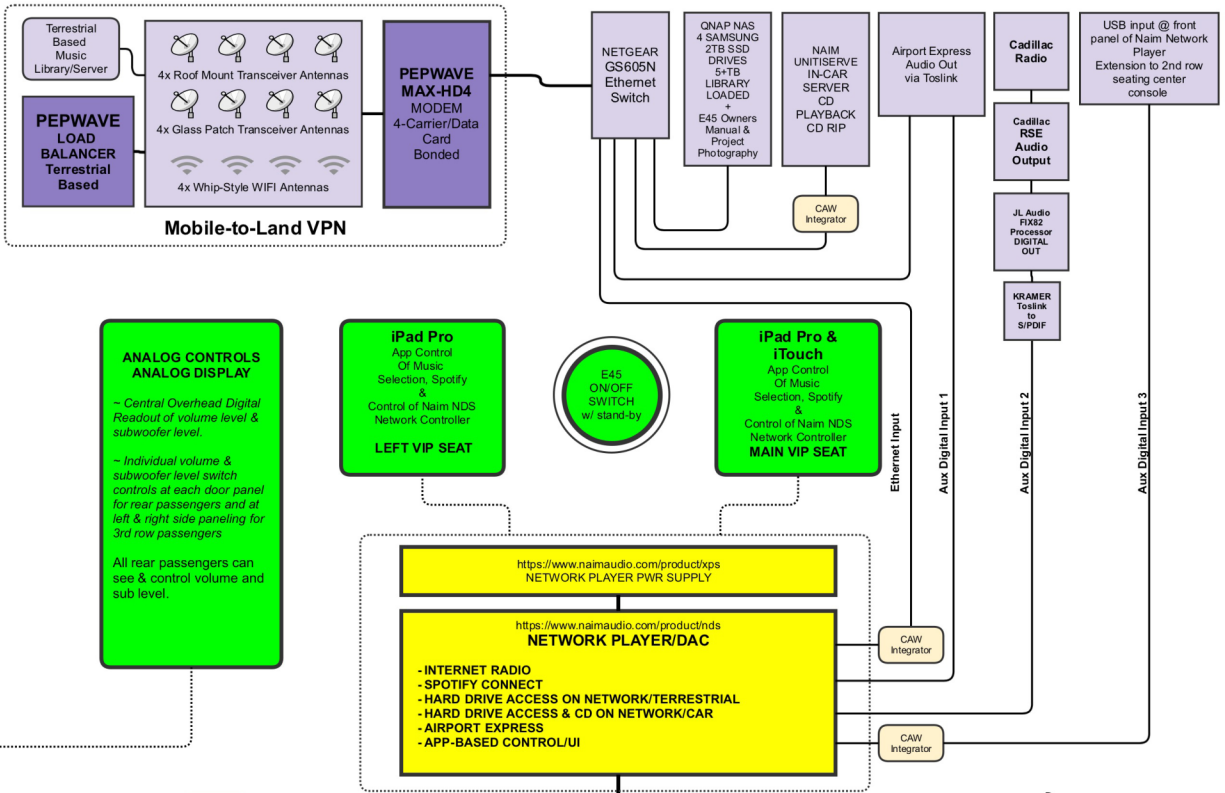 Terrestrial
Based
Music
Library/Server
PEPWAVE
LOAD
BALANCER
Terrestrial
Based
4x Roof Mount Transceiver Antennas
4x Glass Patch Transceiver Antennas
4x Whip-Style WIFI Antennas
PEPWAVE
MAX-HD4
MODEM
4-Carrier/Data
Card
Bonded
Mobile-to-Land VPN
NETGEAR
GS605N
Ethernet
Switch
QNAP NAS
4 SAMSUNG
2TB SSD
DRIVES
5+TB
LIBRARY
LOADED
+
E45 Owners
Manual &
Project
Photography
NAIM
UNITISERVE
IN-CAR
SERVER
CD
PLAYBACK
CD RIP
CAW
Integrator
Airport Express
Audio Out
via Toslink
Cadillac
Radio
Cadillac
RSE
Audio
Output
JL Audio
FIX82
Processor
DIGITAL
OUT
KRAMER
Toslink
to
S/PDIF
USB input @ front
panel of Naim Network
Player
Extension to 2nd row
seating center
console
ANALOG CONTROLS
ANALOG DISPLAY
~ Central Overhead Digital
Readout of volume level &
subwoofer level.
~ Individual volume &
subwoofer level switch
controls at each door panel
for rear passengers and at
left & right side paneling for
3rd row passengers
All rear passengers can
see & control volume and
sub level.
iPad Pro
App Control
Of Music
Selection, Spotify
&
Control of Naim NDS
Network Controller
LEFT VIP SEAT
E45
ON/OFF
SWITCH
w/ stand-by
iPad Pro &
iTouch
App Control
Of Music
Selection, Spotify
&
Control of Naim NDS
Network Controller
MAIN VIP SEAT
Ethernet Input
Aux Digital Input 1
Aux Digital Input 2
Aux Digital Input 3
https://www.naimaudio.com/product/xps
NETWORK PLAYER PWR SUPPLY
https://www.naimaudio.com/product/nds
NETWORK PLAYER/DAC
- INTERNET RADIO
- SPOTIFY CONNECT
- HARD DRIVE ACCESS ON NETWORK/TERRESTRIAL
- HARD DRIVE ACCESS & CD ON NETWORK/CAR
- AIRPORT EXPRESS
- APP-BASED CONTROL/UI
CAW
Integrator
CAW
Integrator